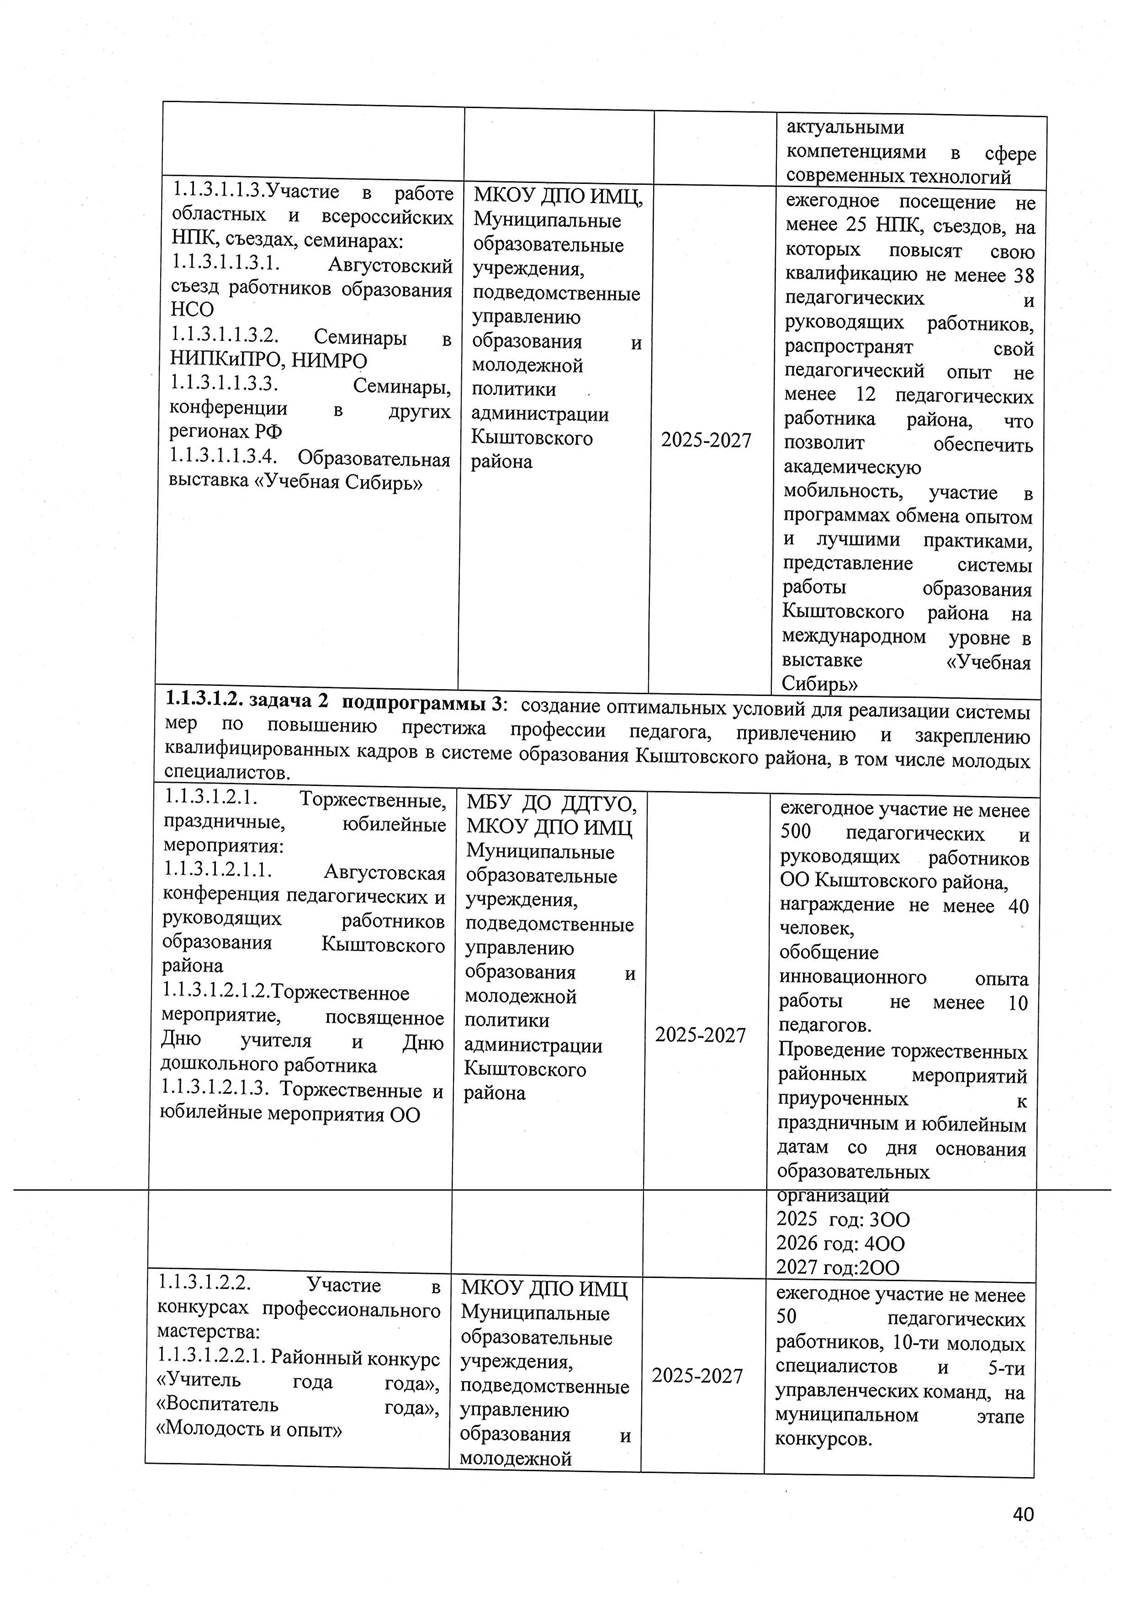 актуальными
компетенциями в сфере
современных технологий
1.1.3.1.1.3.Участие в работе
областных и всероссийских
НПК, съездах, семинарах:
1.1.3.1.1.3.1. Августовский
съезд работников образования
НСО
1.1.3.1.1.3.2. Семинары в
НИПКиПРО, НИМРО
1.1.3.1.1.3.3. Семинары,
конференции в других
регионах РФ
1.1.3.1.1.3.4. Образовательная
выставка «Учебная Сибирь»
МКОУ ДПО ИМЦ,
Муниципальные
образовательные
учреждения,
подведомственные
управлению
образования и
молодежной
политики
администрации
Кыштовского
района
2025-2027
ежегодное посещение не
менее 25 НПК, съездов, на
которых повысят свою
квалификацию не менее 38
педагогических и
руководящих работников,
распространят свой
педагогический опыт не
менее 12 педагогических
работника района, что
позволит обеспечить
академическую
мобильность, участие в
программах обмена опытом
и лучшими практиками,
представление системы
работы образования
Кыштовского района на
международном уровне в
выставке «Учебная
Сибирь»
1.1.3.1.2. задача 2 подпрограммы 3: создание оптимальных условий для реализации системы
мер по повышению престижа профессии педагога, привлечению и закреплению
квалифицированных кадров в системе образования Кыштовского района, в том числе молодых
специалистов.
1.1.3.1.2.1. Торжественные,
праздничные, юбилейные
мероприятия:
1.1.3.1.2.1.1. Августовская
конференция педагогических и
руководящих работников
образования Кыштовского
района
1.1.3.1.2.1.2.Торжественное
мероприятие, посвященное
Дню учителя и Дню
дошкольного работника
1.1.3.1.2.1.3. Торжественные и
юбилейные мероприятия ОО
МБУ ДО ДДТУО,
МКОУ ДПО ИМЦ
Муниципальные
образовательные
учреждения,
подведомственные
управлению
образования и
молодежной
политики
администрации
Кыштовского
района
2025-2027
ежегодное участие не менее
500 педагогических и
руководящих работников
ОО Кыштовского района,
награждение не менее 40
человек,
обобщение
инновационного опыта
работы не менее 10
педагогов.
Проведение торжественных
районных мероприятий
приуроченных к
праздничным и юбилейным
датам со дня основания
образовательных
организаций
2025 год: 3ОО
2026 год: 4ОО
2027 год:2ОО
1.1.3.1.2.2. Участие в
конкурсах профессионального
мастерства:
1.1.3.1.2.2.1. Районный конкурс
«Учитель года года»,
«Воспитатель года»,
«Молодость и опыт»
МКОУ ДПО ИМЦ
Муниципальные
образовательные
учреждения,
подведомственные
управлению
образования и
молодежной
2025-2027
ежегодное участие не менее
50 педагогических
работников, 10-ти молодых
специалистов и 5-ти
управленческих команд, на
муниципальном этапе
конкурсов.
40